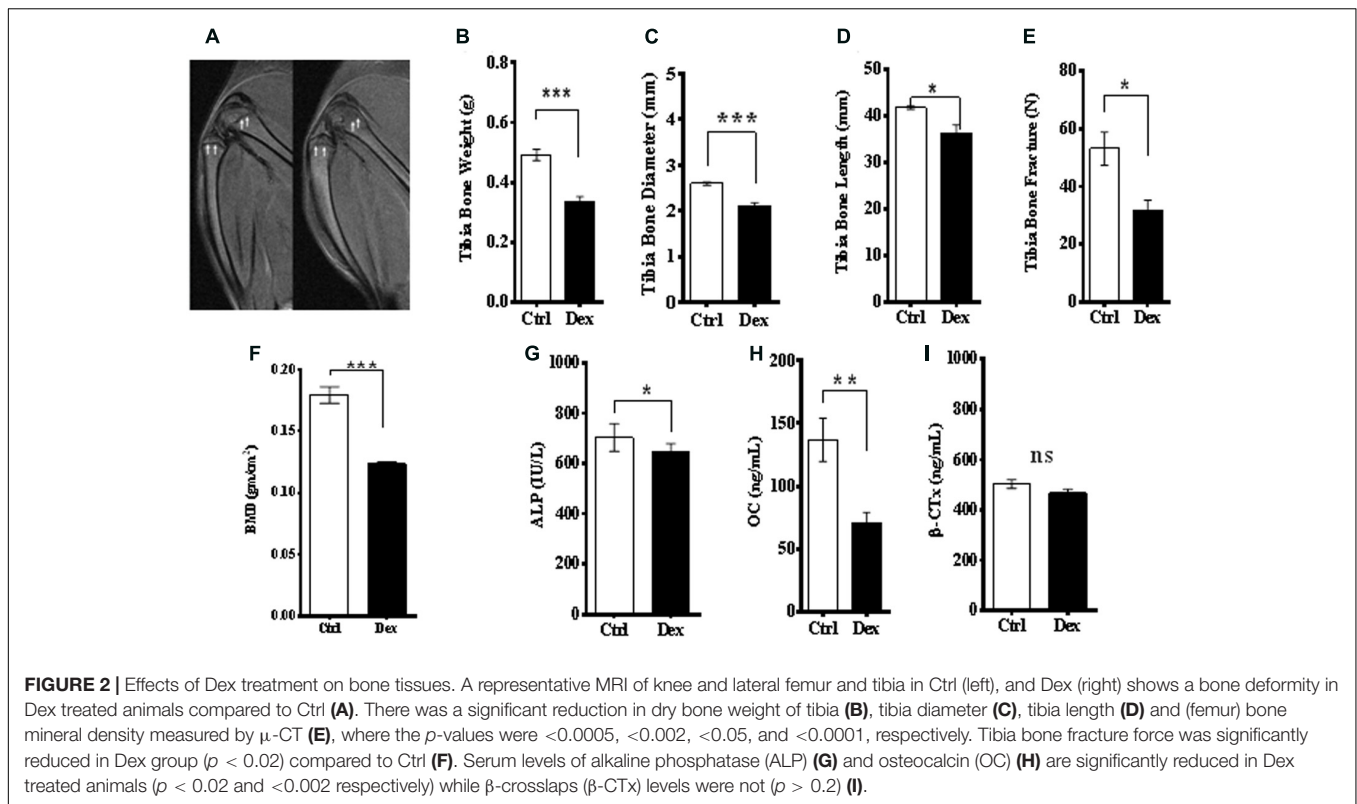 A
B
C
D
E
Tibia Bone Weight (g)
0.8
0.6
0.4
0.2
0.0
***
Ctrl Dex
Tibia Bone Diameter (mm)
5
4
3
2
1
0
***
Ctrl Dex
Tibia Bone Length (mm)
50
40
30
20
10
0
*
Ctrl Dex
Tibia Bone Fracture (N)
80
60
40
20
0
*
Ctrl Dex
F
G
H
I
BMD (gm/cm²)
0.20
0.15
0.10
0.05
0.00
***
Ctrl Dex
ALP (IU/L)
1000
800
600
400
200
0
*
Ctrl Dex
OC (ng/mL)
200
150
100
50
0
**
Ctrl Dex
β-CTx (ng/mL)
1000
800
600
400
200
0
ns
Ctrl Dex
FIGURE 2 | Effects of Dex treatment on bone tissues. A representative MRI of knee and lateral femur and tibia in Ctrl (left), and Dex (right) shows a bone deformity in
Dex treated animals compared to Ctrl (A). There was a significant reduction in dry bone weight of tibia (B), tibia diameter (C), tibia length (D) and (femur) bone
mineral density measured by μ-CT (E), where the p-values were <0.0005, <0.002, <0.05, and <0.0001, respectively. Tibia bone fracture force was significantly
reduced in Dex group (p < 0.02) compared to Ctrl (F). Serum levels of alkaline phosphatase (ALP) (G) and osteocalcin (OC) (H) are significantly reduced in Dex
treated animals (p < 0.02 and <0.002 respectively) while β-crosslaps (β-CTx) levels were not (p > 0.2) (I).